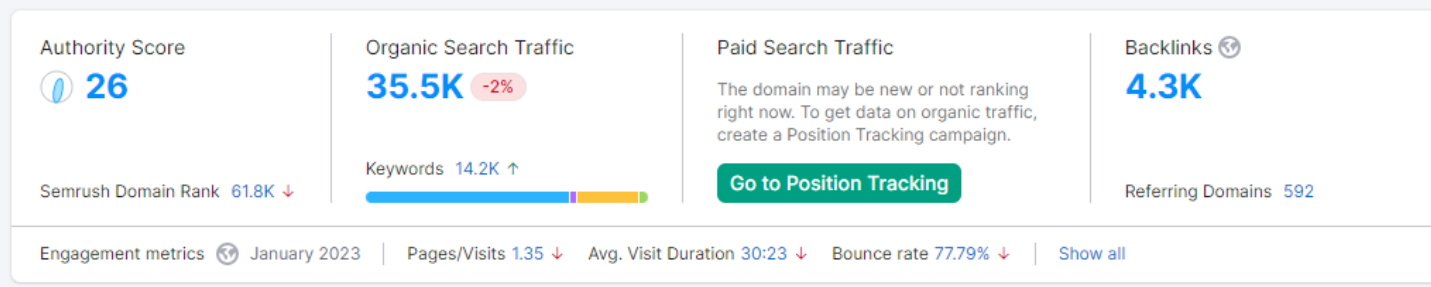 Authority Score
26
Semrush Domain Rank 61.8K ↓
Organic Search Traffic
35.5K -2%
Keywords 14.2K ↑
Paid Search Traffic
The domain may be new or not ranking
right now. To get data on organic traffic,
create a Position Tracking campaign.
Go to Position Tracking
Backlinks
4.3K
Referring Domains 592
Engagement metrics January 2023 Pages/Visits 1.35 ↓ Avg. Visit Duration 30:23 ↓ Bounce rate 77.79% ↓ Show all